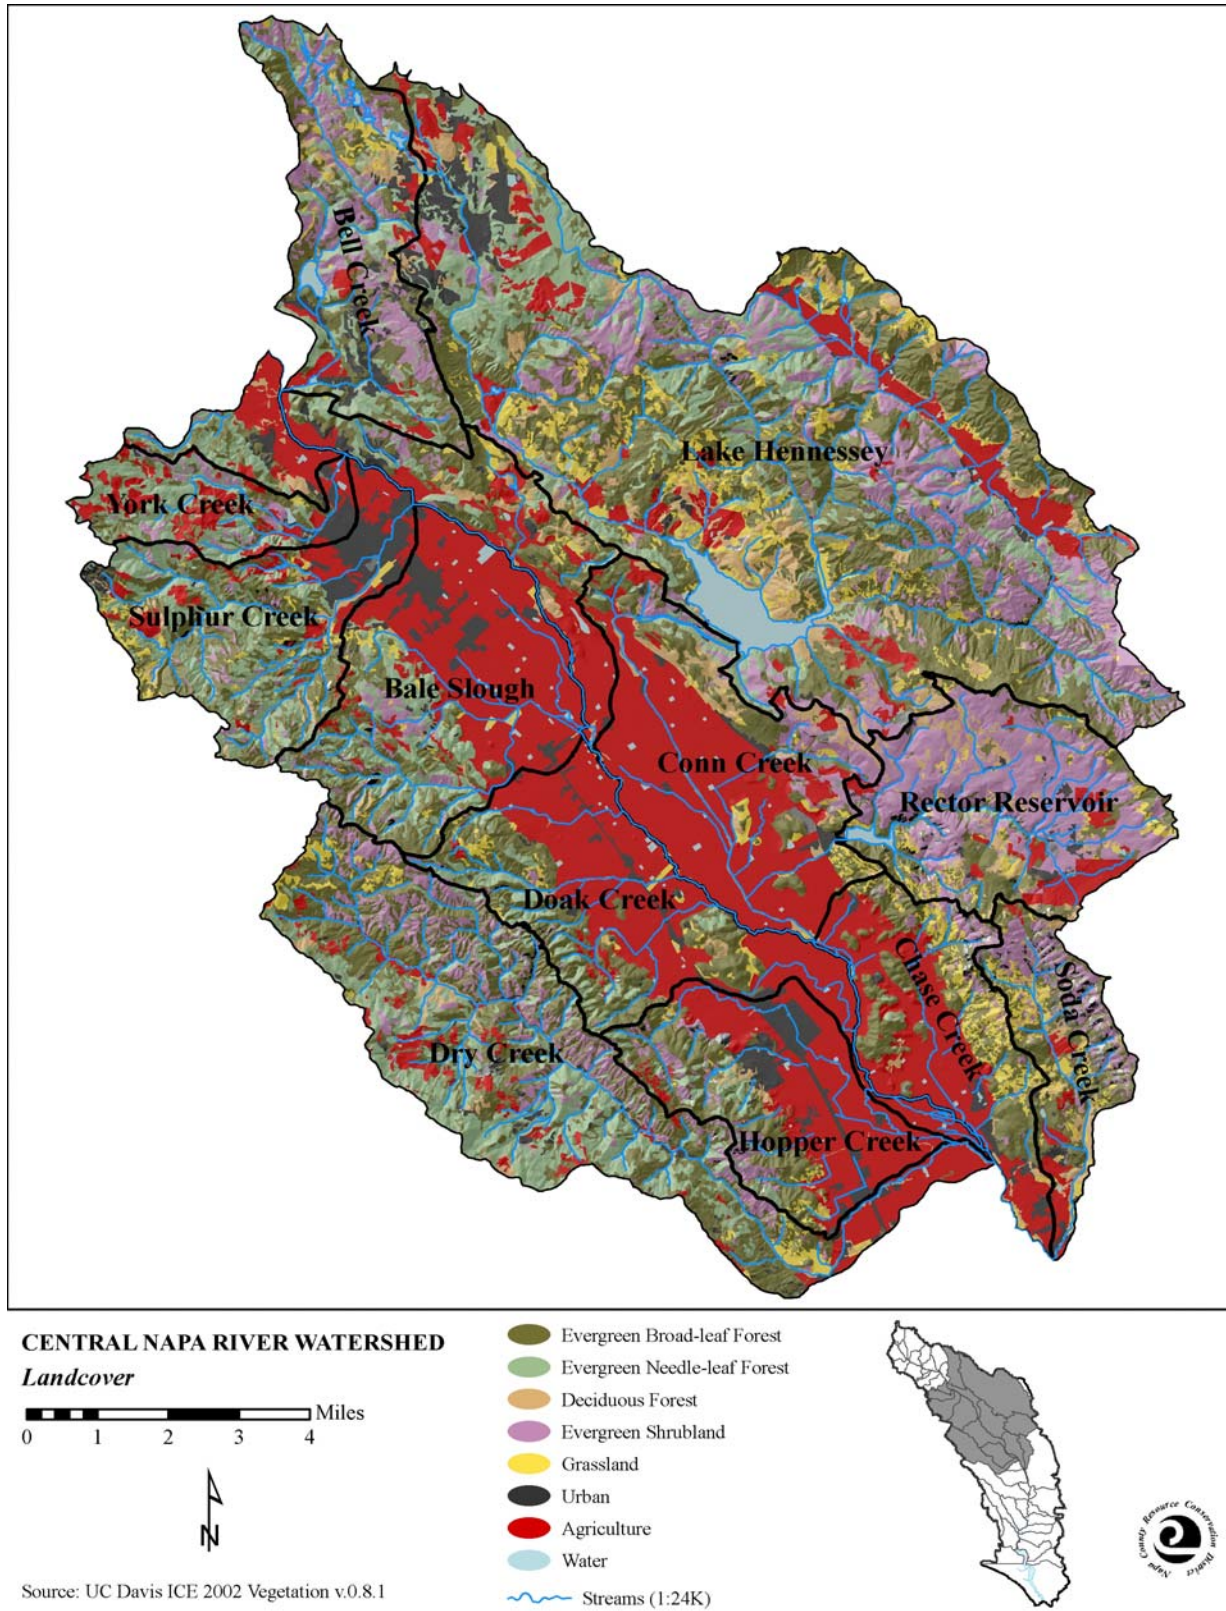 Bell Creek
Lake Hennessey
York Creek
Sulphur Creek
Bale Slough
Conn Creek
Rector Reservoir
Doak Creek
Chase Creek
Soda Creek
Dry Creek
Hopper Creek
CENTRAL NAPA RIVER WATERSHED
Landcover
Miles
0 1 2 3 4
N
Source: UC Davis ICE 2002 Vegetation v.0.8.1
Evergreen Broad-leaf Forest
Evergreen Needle-leaf Forest
Deciduous Forest
Evergreen Shrubland
Grassland
Urban
Agriculture
Water
Streams (1:24K)
Napa County Resource Conservation District